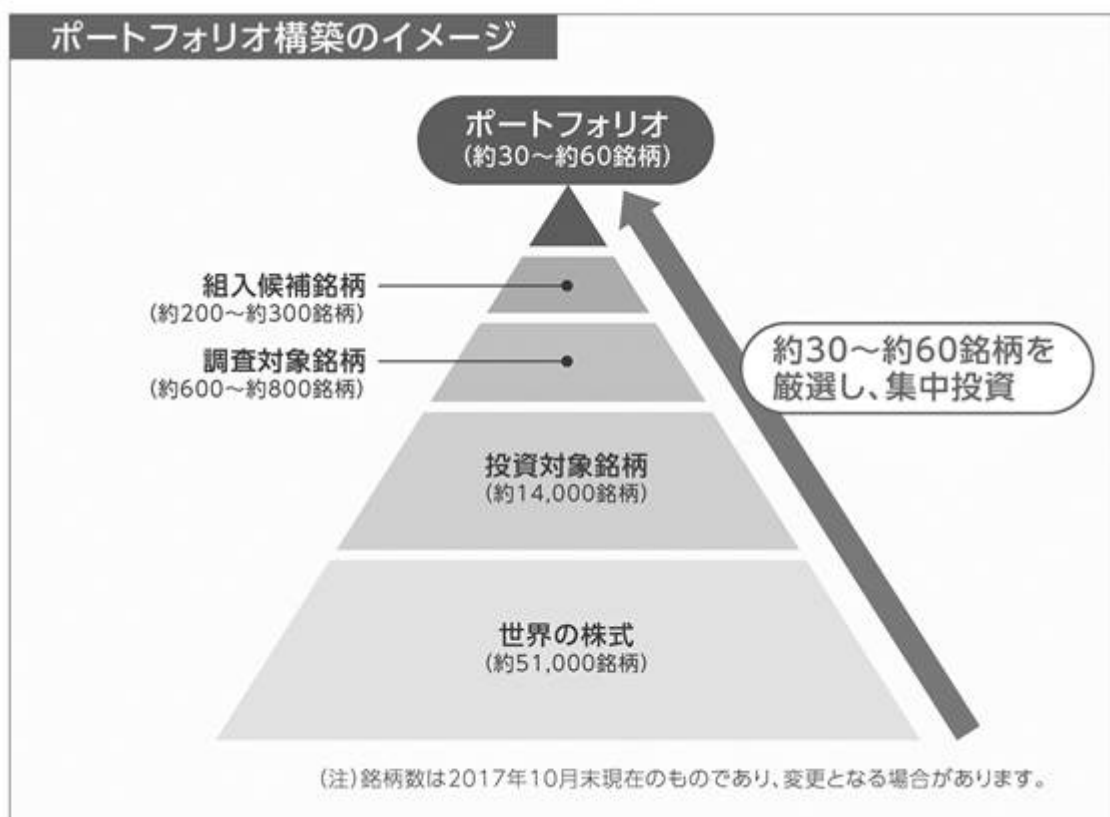 ポートフォリオ構築のイメージ
ポートフォリオ
(約30〜約60銘柄)
組入候補銘柄
(約200〜約300銘柄)
調査対象銘柄
(約600〜約800銘柄)
約30〜約60銘柄を
厳選し、集中投資
投資対象銘柄
(約14,000銘柄)
世界の株式
(約51,000銘柄)
(注)銘柄数は2017年10月末現在のものであり、変更となる場合があります。